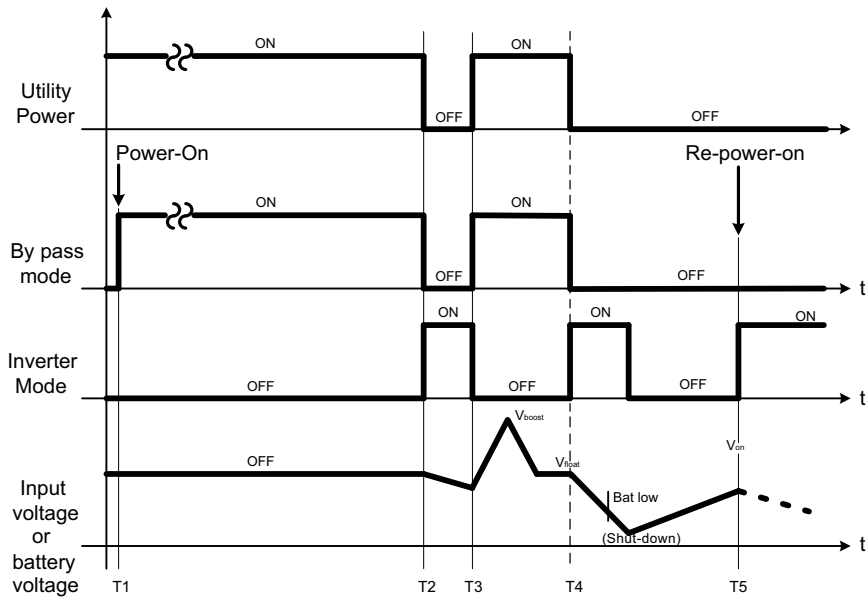 ON
ON
Utility
Power
OFF
OFF
t
Power-On
Re-power-on
ON
ON
By pass
mode
OFF
OFF
t
ON
ON
ON
Inverter
Mode
OFF
OFF
OFF
t
Vboost
OFF
Vfloat
Von
Input
voltage
or
battery
voltage
Bat low
(Shut-down)
t
T1
T2
T3
T4
T5